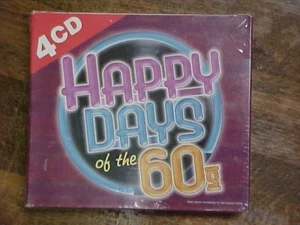 4CD
HAPPY
DAYS
of the
60s